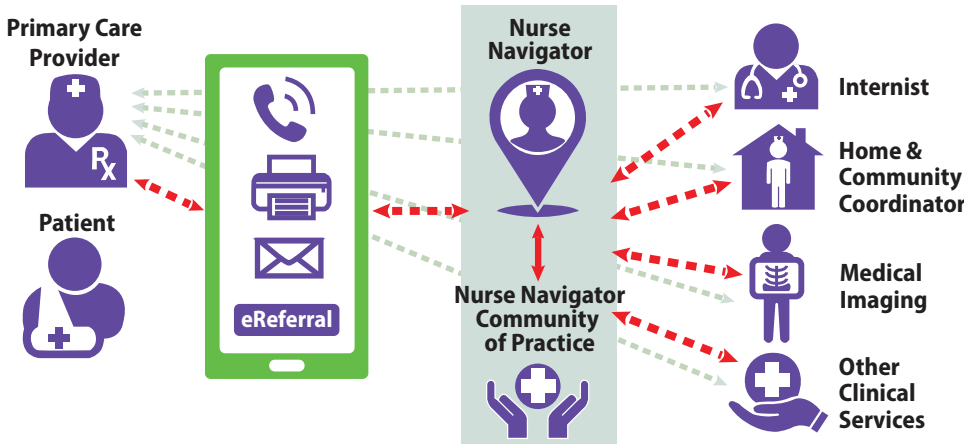 Primary Care
Provider
Rx
Patient
eReferral
Nurse
Navigator
Nurse Navigator
Community
of Practice
Internist
Home &
Community
Coordinator
Medical
Imaging
Other
Clinical
Services